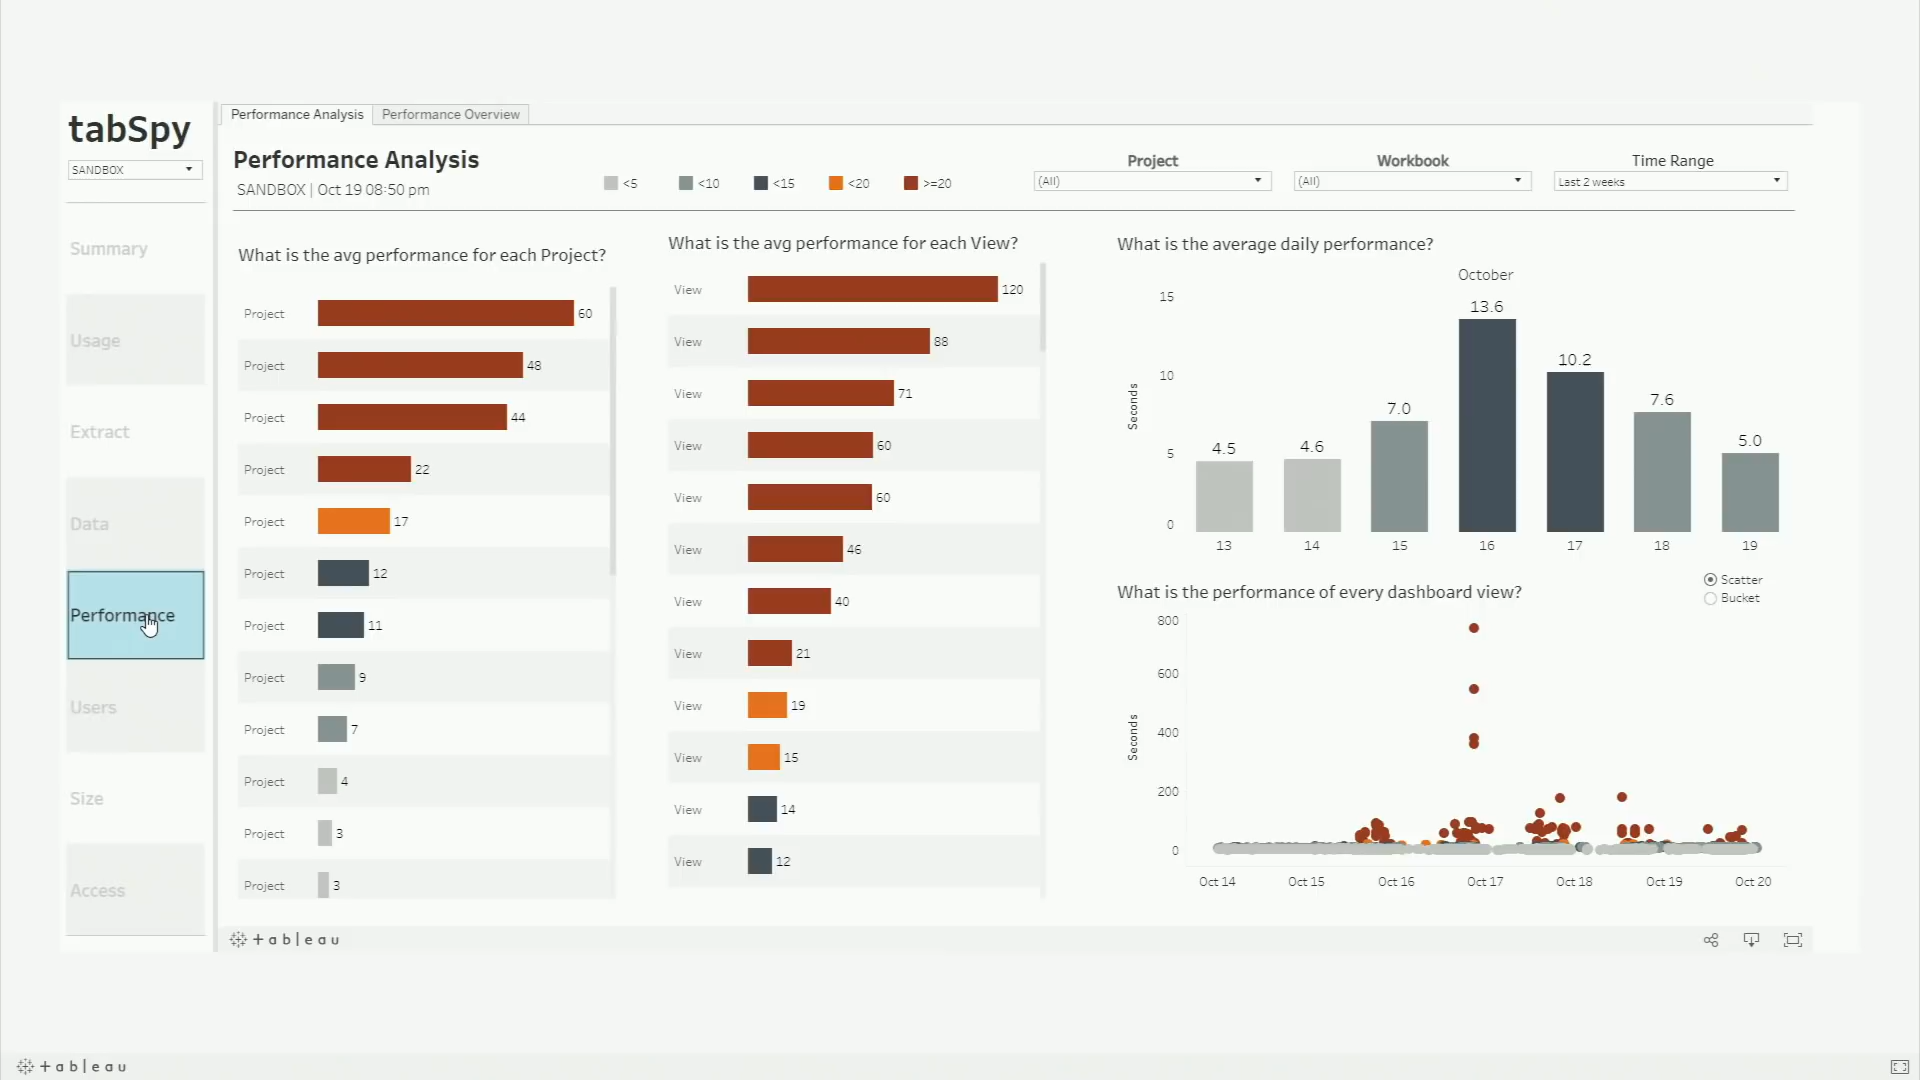 tabSpy
SANDBOX
Summary
Usage
Extract
Data
Performance
Users
Size
Access
Performance Analysis
Performance Overview
Performance Analysis
SANDBOX | Oct 19 08:50 pm
<5
<10
<15
<20
>=20
Project
(All)
Workbook
(All)
Time Range
Last 2 weeks
What is the avg performance for each Project?
Project 60
Project 48
Project 44
Project 22
Project 17
Project 12
Project 11
Project 9
Project 7
Project 4
Project 3
Project 3
What is the avg performance for each View?
View 120
View 88
View 71
View 60
View 60
View 46
View 40
View 21
View 19
View 15
View 14
View 12
What is the average daily performance?
October
Seconds
15
10
5
0
4.5
4.6
7.0
13.6
10.2
7.6
5.0
13 14 15 16 17 18 19
What is the performance of every dashboard view?
Scatter
Bucket
Seconds
800
600
400
200
0
Oct 14 Oct 15 Oct 16 Oct 17 Oct 18 Oct 19 Oct 20
+ableau
+ableau